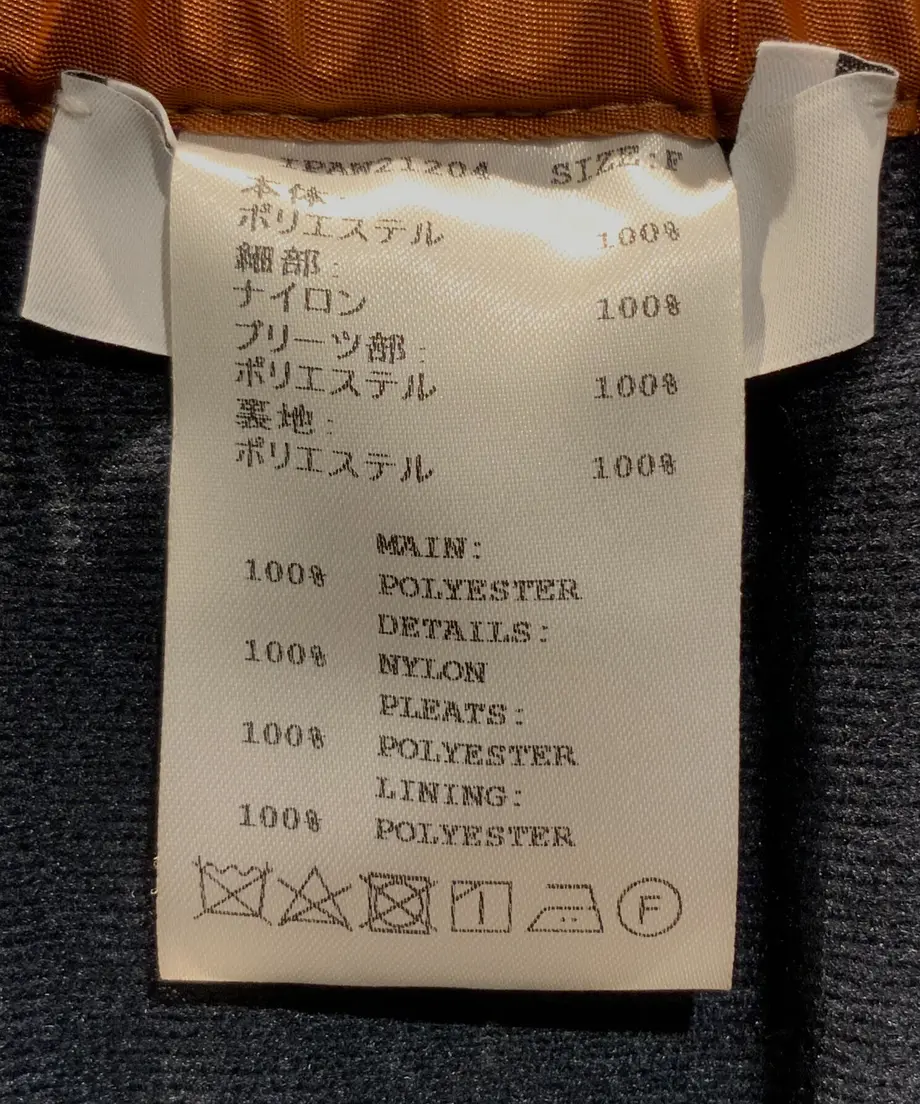 IPAN21204 SIZE:F
本体:
ポリエステル 100%
細部:
ナイロン 100%
プリーツ部:
ポリエステル 100%
裏地:
ポリエステル 100%
MAIN:
100% POLYESTER
DETAILS:
100% NYLON
PLEATS:
100% POLYESTER
LINING:
100% POLYESTER
F